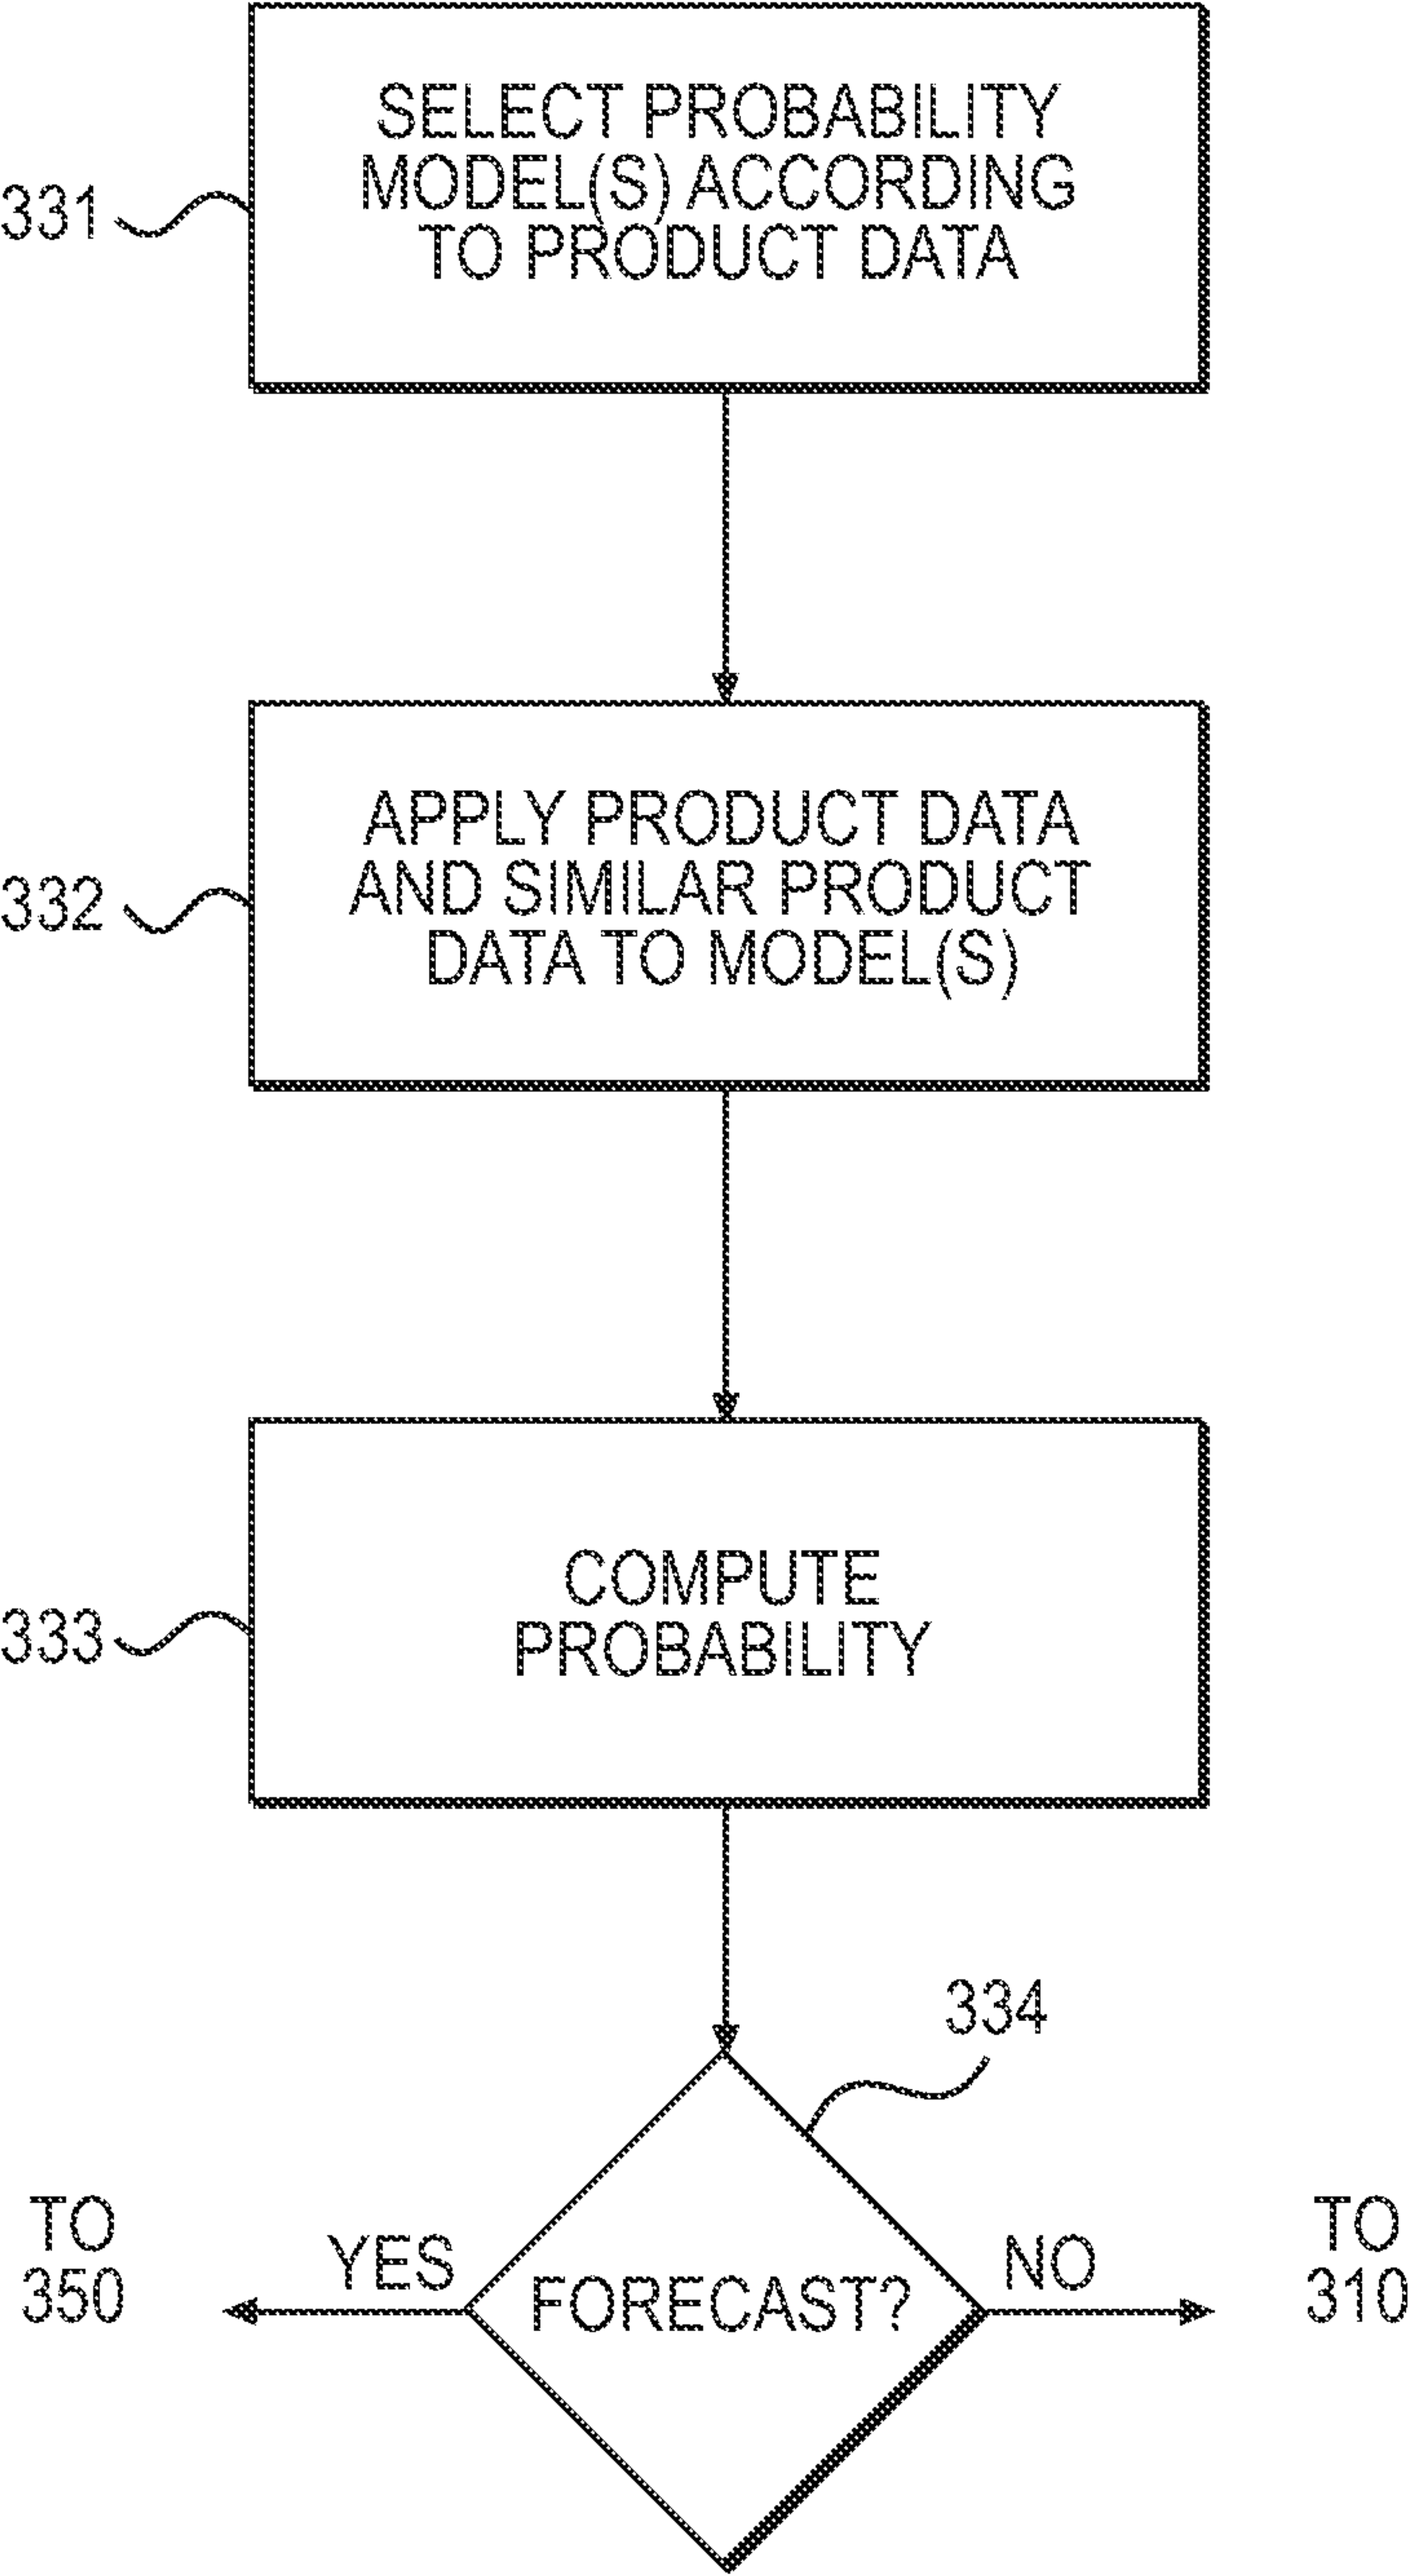 331
SELECT PROBABILITY
MODEL(S) ACCORDING
TO PRODUCT DATA
332
APPLY PRODUCT DATA
AND SIMILAR PRODUCT
DATA TO MODEL(S)
333
COMPUTE
PROBABILITY
334
TO
350
YES
FORECAST?
NO
TO
310